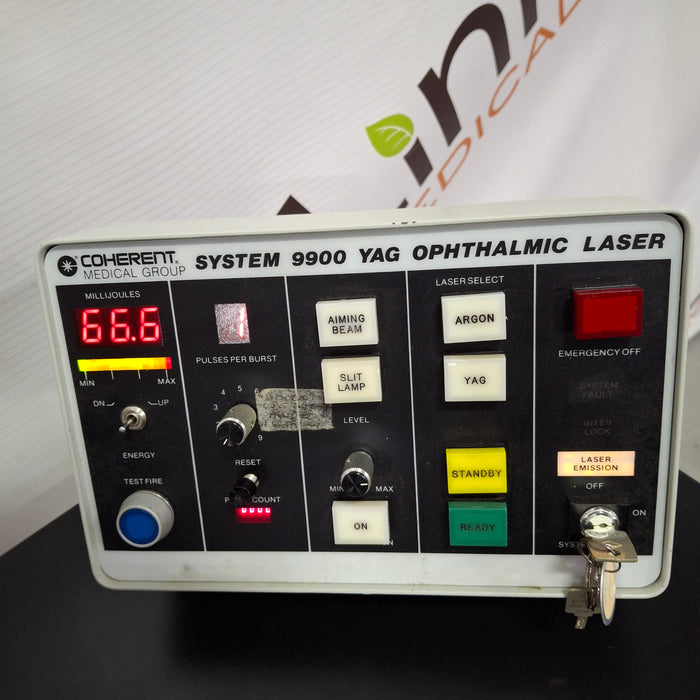 in
MEDICAL
COHERENT®
MEDICAL GROUP
SYSTEM 9900 YAG OPHTHALMIC LASER
MILLIJOULES
66.6
MIN MAX
DN UP
ENERGY
TEST FIRE
1
PULSES PER BURST
3 4 5 6
9
RESET
COUNT
AIMING
BEAM
SLIT
LAMP
LEVEL
MAX
ON
LASER SELECT
ARGON
YAG
STANDBY
READY
EMERGENCY OFF
SYSTEM
FAULT
INTER
LOCK
LASER
EMISSION
OFF
ON